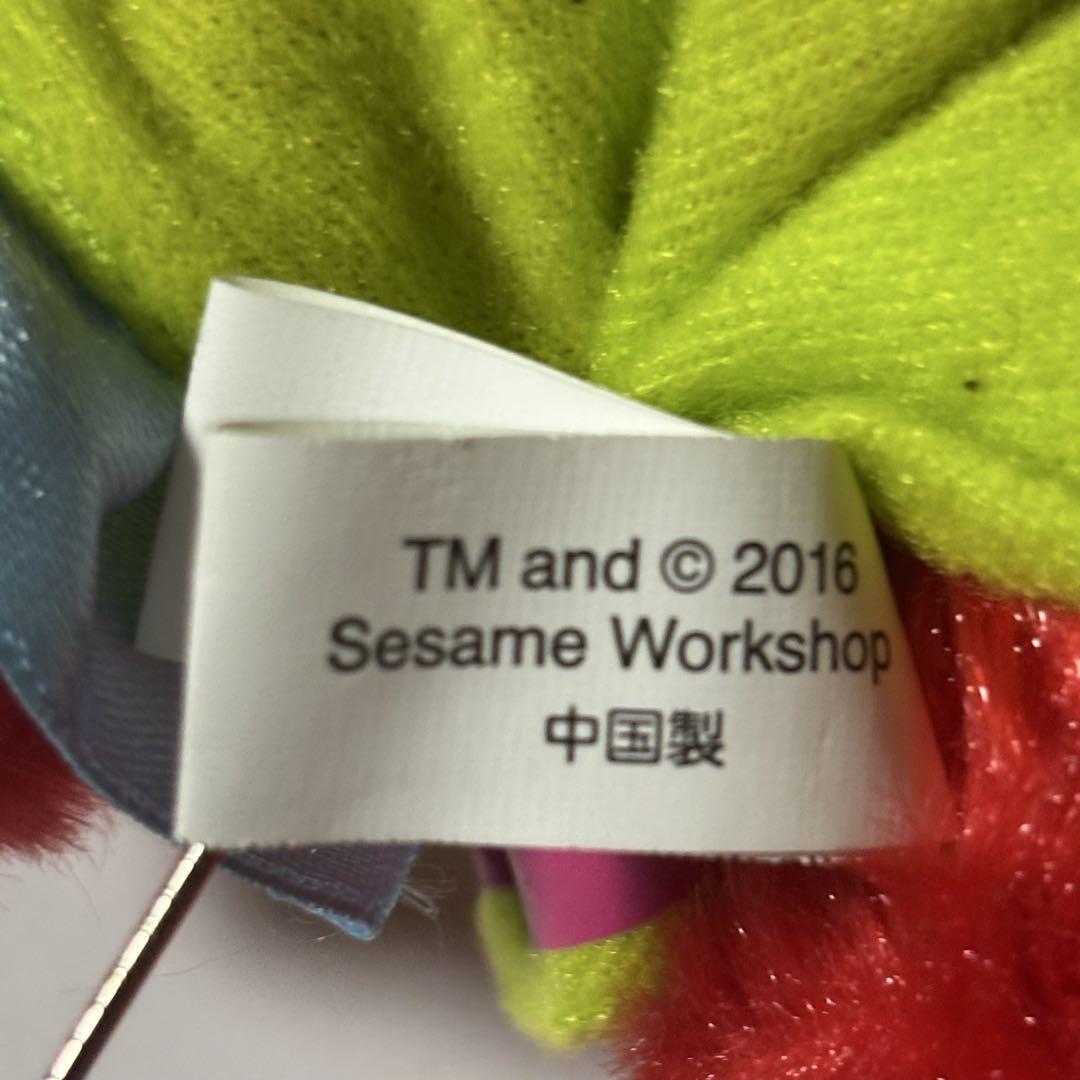 TM and © 2016
Sesame Workshop
中国製